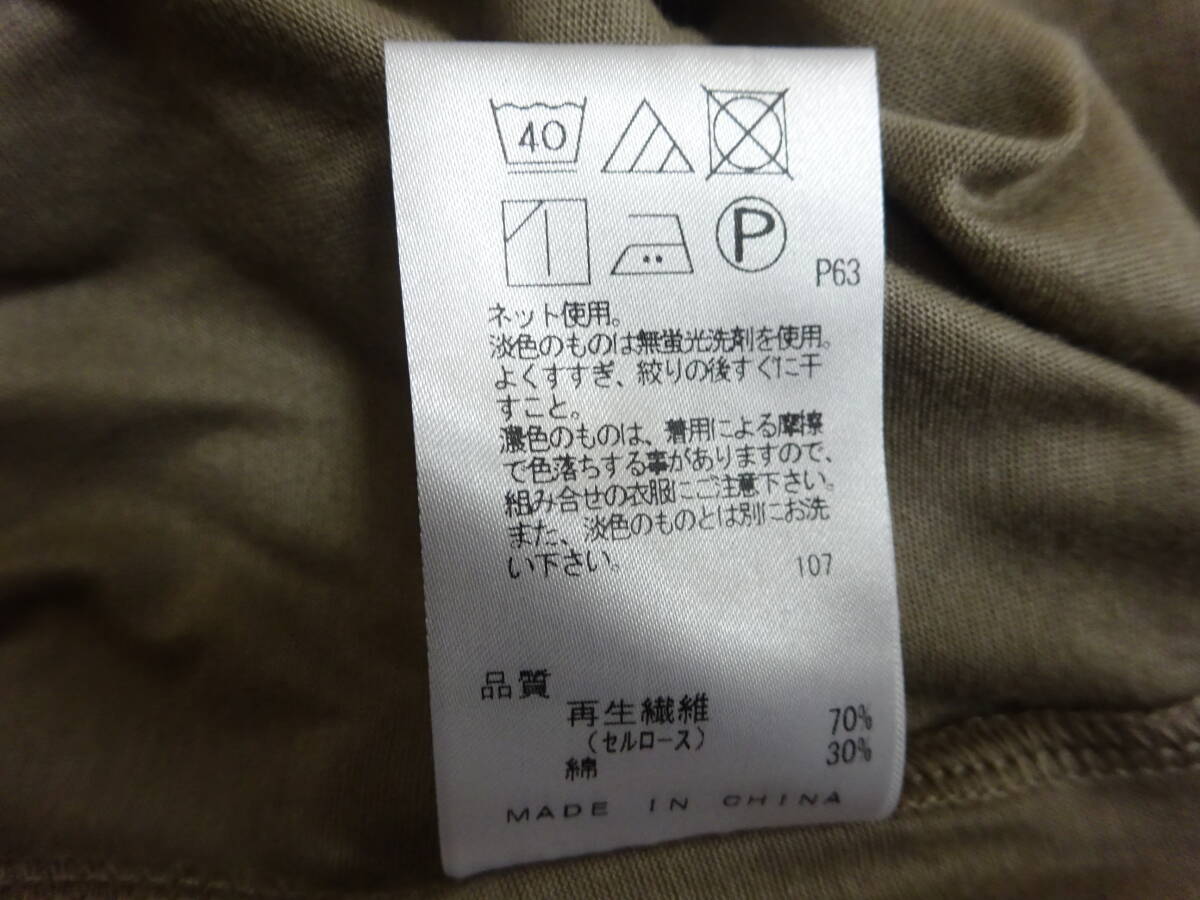 40
P
P63
ネット使用。
淡色のものは無蛍光洗剤を使用。
よくすすぎ、絞りの後すぐに干
すこと。
濃色のものは、着用による摩擦
で色落ちする事がありますので、
組み合せの衣服にご注意下さい。
また、淡色のものとは別にお洗
い下さい。
107
品質
再生繊維 70%
(セルロース)
綿 30%
MADE IN CHINA